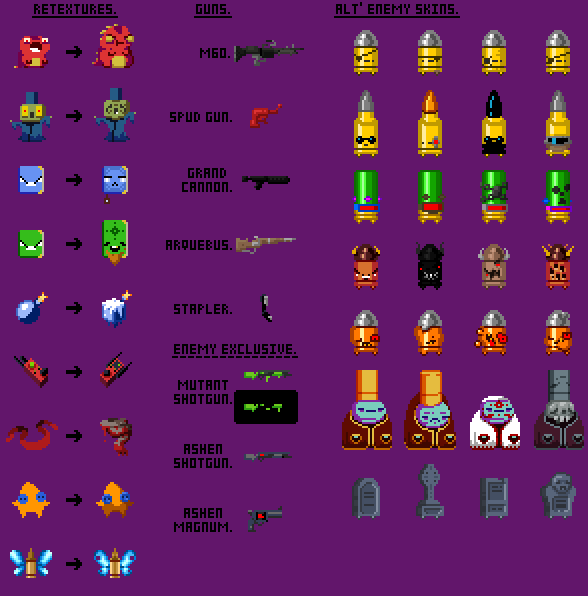 RETEXTURES.
GUNS.
ALT' ENEMY SKINS.
M60.
SPUD GUN.
GRAND
CANNON.
ARQUEBUS.
STAPLER.
ENEMY EXCLUSIVE.
MUTANT
SHOTGUN.
ASHEN
SHOTGUN.
ASHEN
MAGNUM.